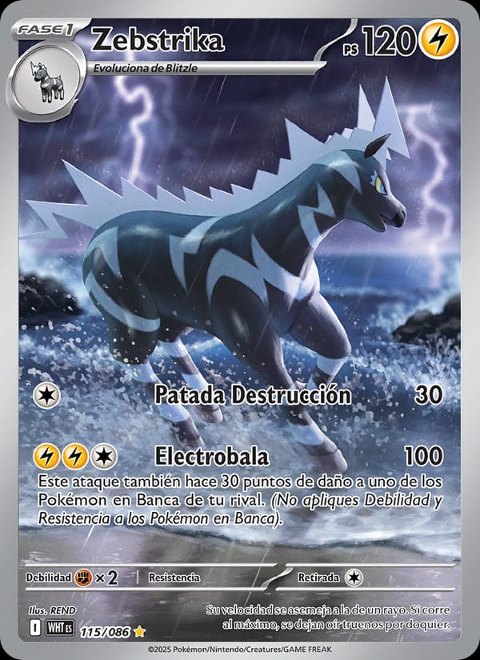 FASE 1
Zebstrika
PS 120
Evoluciona de Blitzle
Patada Destrucción 30
Electrobala 100
Este ataque también hace 30 puntos de daño a uno de los
Pokémon en Banca de tu rival. (No apliques Debilidad y
Resistencia a los Pokémon en Banca).
Debilidad ×2 Resistencia Retirada
Ilus. REND
I WHT ES 115/086
Su velocidad se asemeja a la de un rayo. Si corre
al máximo, se dejan oír truenos por doquier.
©2025 Pokémon/Nintendo/Creatures/GAME FREAK